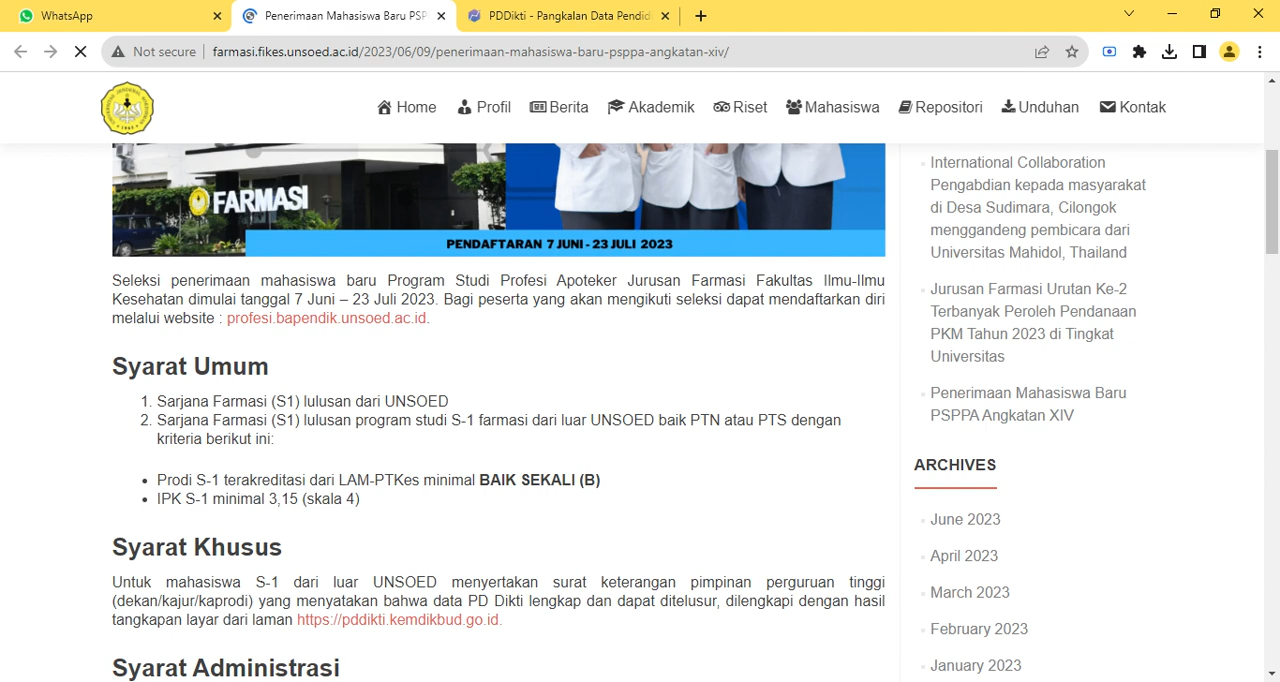 WhatsApp
Penerimaan Mahasiswa Baru PSP
PDDikti - Pangkalan Data Pendid
Not secure
farmasi.fikes.unsoed.ac.id/2023/06/09/penerimaan-mahasiswa-baru-psppa-angkatan-xiv/
Home
Profil
Berita
Akademik
Riset
Mahasiswa
Repositori
Unduhan
Kontak
FARMASI
PENDAFTARAN 7 JUNI - 23 JULI 2023
Seleksi penerimaan mahasiswa baru Program Studi Profesi Apoteker Jurusan Farmasi Fakultas Ilmu-Ilmu
Kesehatan dimulai tanggal 7 Juni – 23 Juli 2023. Bagi peserta yang akan mengikuti seleksi dapat mendaftarkan diri
melalui website : profesi.bapendik.unsoed.ac.id.
Syarat Umum
1. Sarjana Farmasi (S1) lulusan dari UNSOED
2. Sarjana Farmasi (S1) lulusan program studi S-1 farmasi dari luar UNSOED baik PTN atau PTS dengan
kriteria berikut ini:
• Prodi S-1 terakreditasi dari LAM-PTKes minimal BAIK SEKALI (B)
• IPK S-1 minimal 3,15 (skala 4)
Syarat Khusus
Untuk mahasiswa S-1 dari luar UNSOED menyertakan surat keterangan pimpinan perguruan tinggi
(dekan/kajur/kaprodi) yang menyatakan bahwa data PD Dikti lengkap dan dapat ditelusur, dilengkapi dengan hasil
tangkapan layar dari laman https://pddikti.kemdikbud.go.id.
Syarat Administrasi
International Collaboration
Pengabdian kepada masyarakat
di Desa Sudimara, Cilongok
menggandeng pembicara dari
Universitas Mahidol, Thailand
Jurusan Farmasi Urutan Ke-2
Terbanyak Peroleh Pendanaan
PKM Tahun 2023 di Tingkat
Universitas
Penerimaan Mahasiswa Baru
PSPPA Angkatan XIV
ARCHIVES
June 2023
April 2023
March 2023
February 2023
January 2023